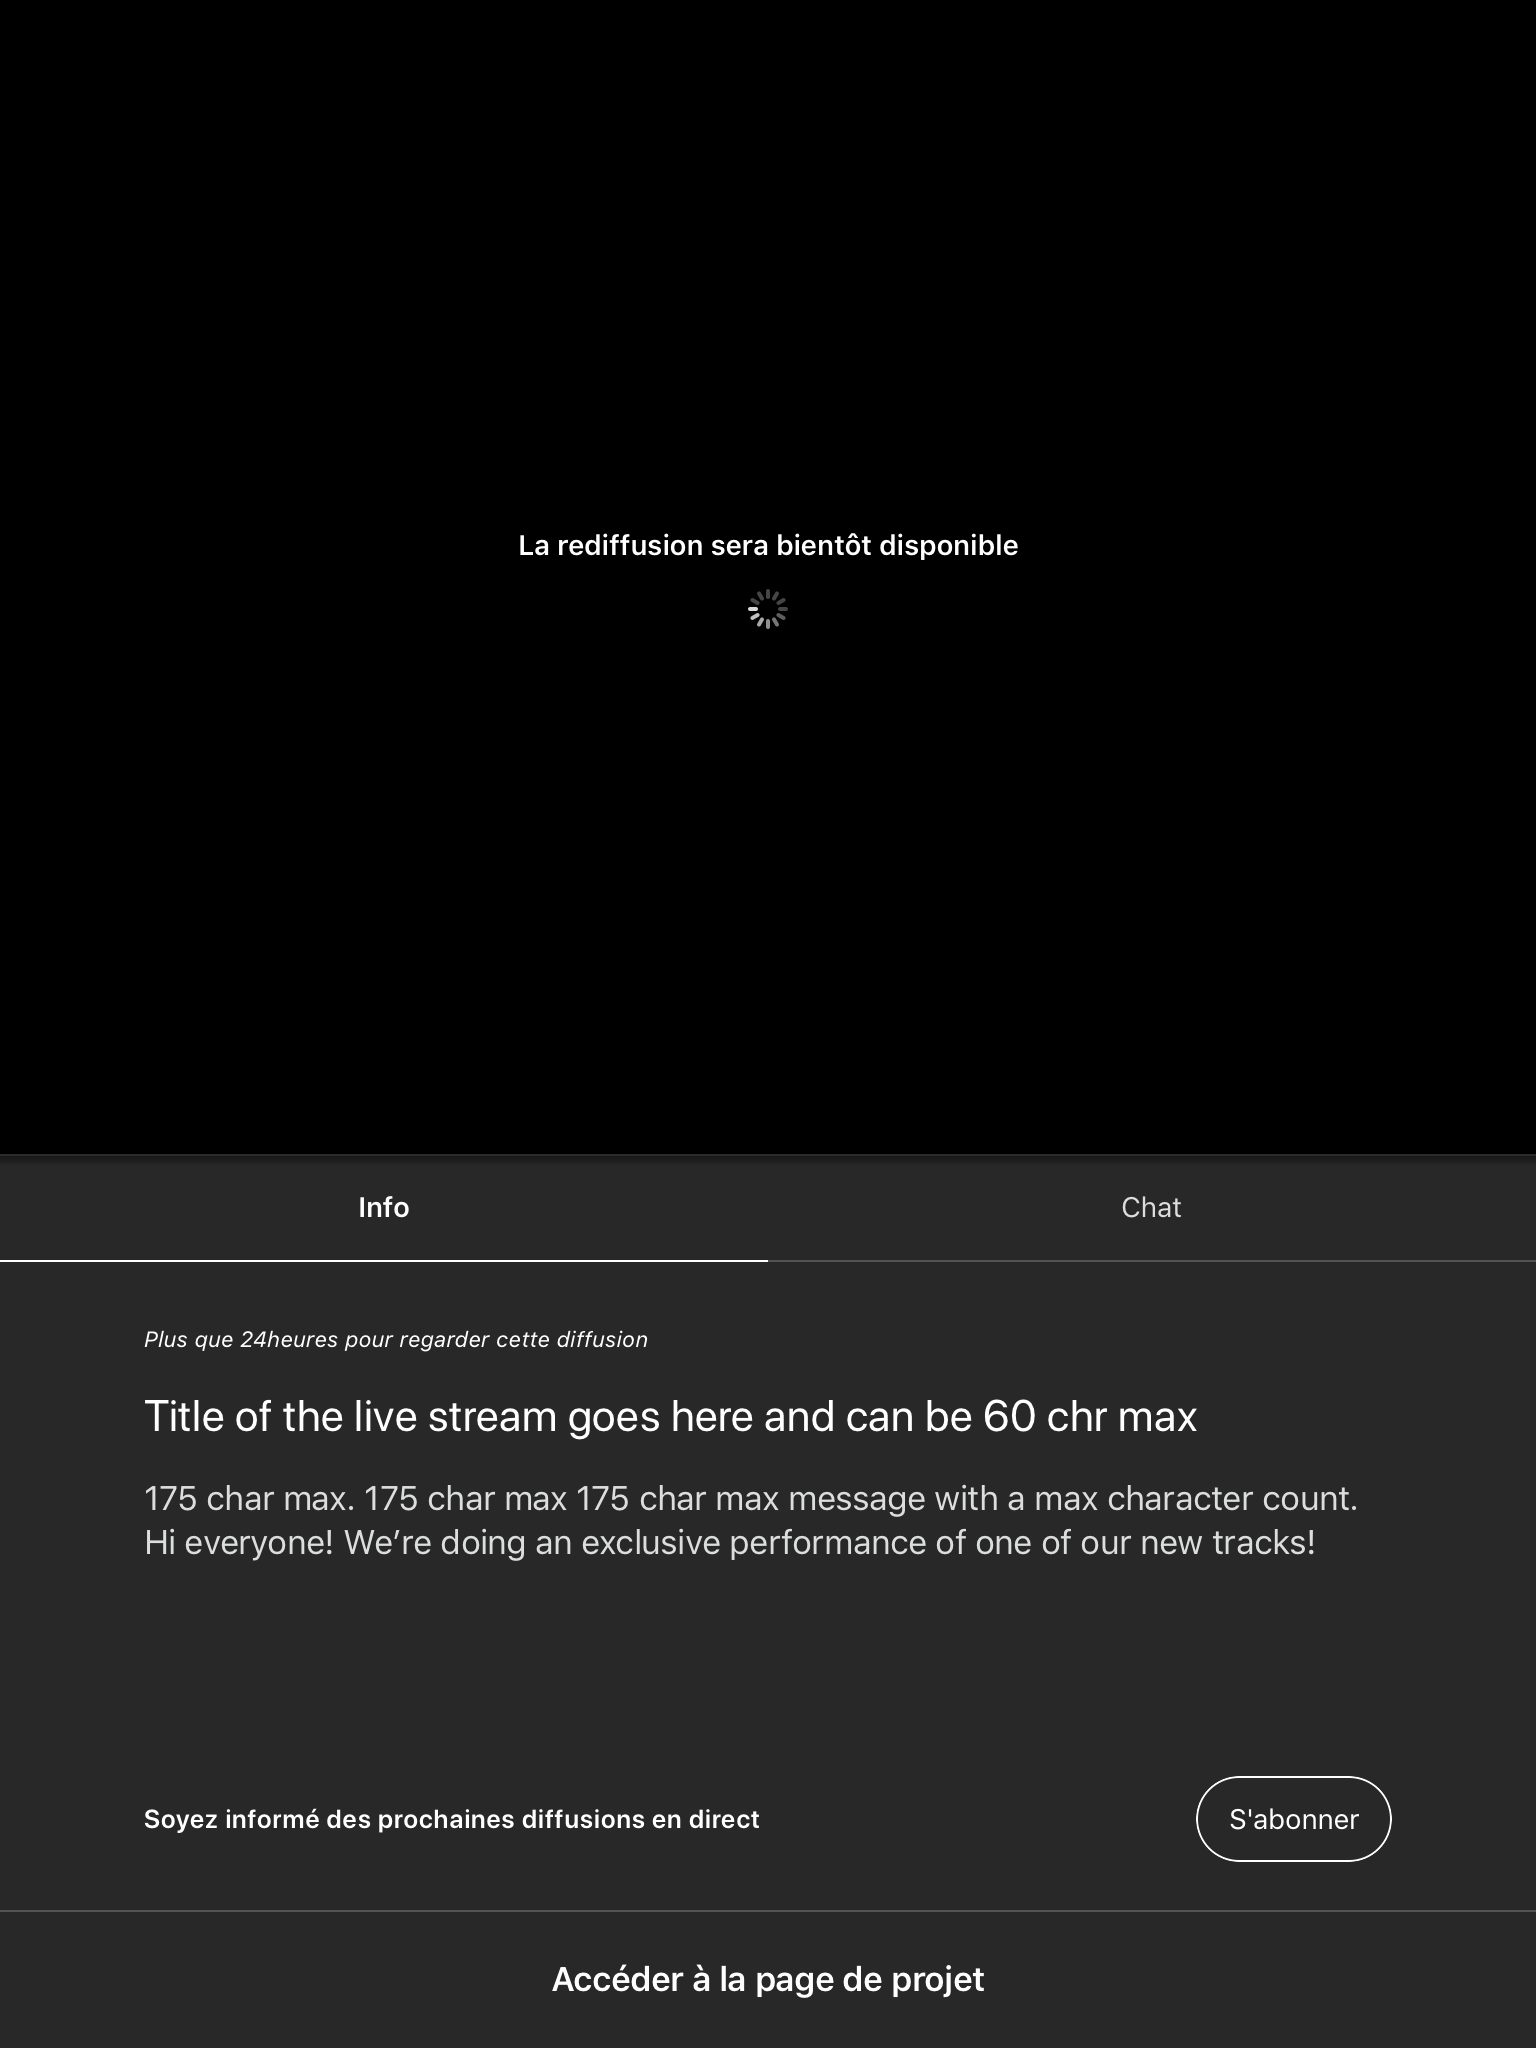 La rediffusion sera bientôt disponible
Info
Chat
Plus que 24heures pour regarder cette diffusion
Title of the live stream goes here and can be 60 chr max
175 char max. 175 char max 175 char max message with a max character count.
Hi everyone! We’re doing an exclusive performance of one of our new tracks!
Soyez informé des prochaines diffusions en direct
S'abonner
Accéder à la page de projet